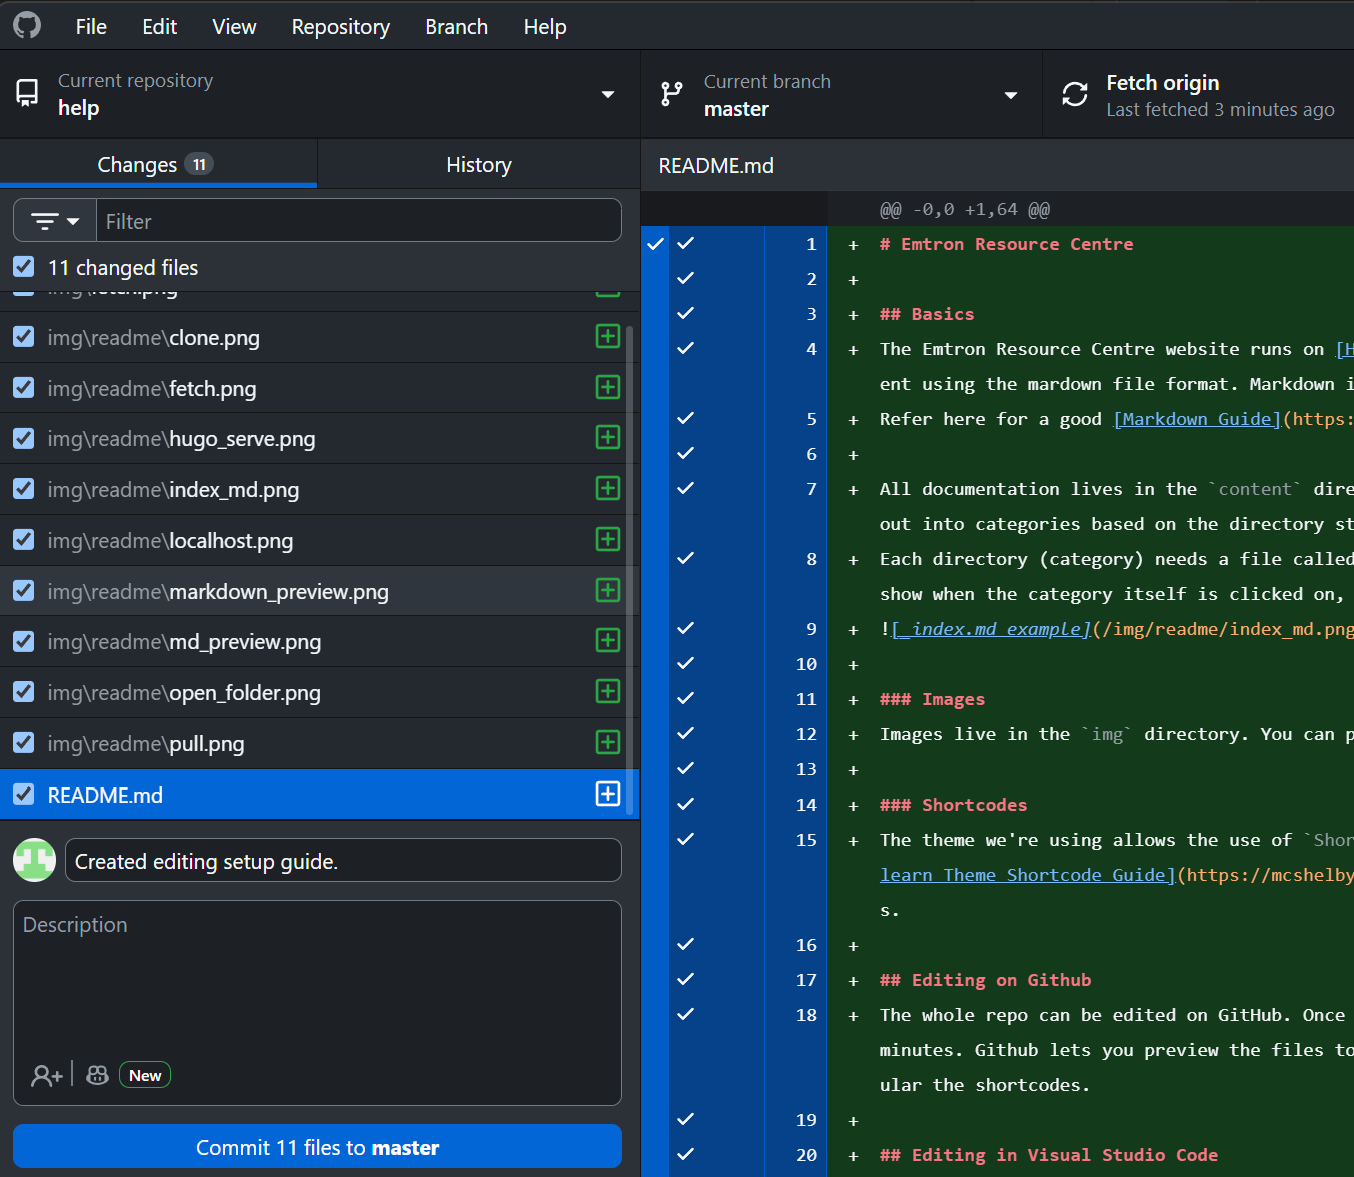 File Edit View Repository Branch Help
Current repository
help
Current branch
master
Fetch origin
Last fetched 3 minutes ago
Changes 11
History
Filter
11 changed files
img\fetch.png
img\readme\clone.png
img\readme\fetch.png
img\readme\hugo_serve.png
img\readme\index_md.png
img\readme\localhost.png
img\readme\markdown_preview.png
img\readme\md_preview.png
img\readme\open_folder.png
img\readme\pull.png
README.md
Created editing setup guide.
Description
New
Commit 11 files to master
README.md
@@ -0,0 +1,64 @@
1 + # Emtron Resource Centre
2 +
3 + ## Basics
4 + The Emtron Resource Centre website runs on [H
ent using the mardown file format. Markdown i
5 + Refer here for a good [Markdown Guide](https:
6 +
7 + All documentation lives in the `content` dire
out into categories based on the directory st
8 + Each directory (category) needs a file called
show when the category itself is clicked on,
9 + ![_index.md example](/img/readme/index_md.png
10 +
11 + ### Images
12 + Images live in the `img` directory. You can p
13 +
14 + ### Shortcodes
15 + The theme we're using allows the use of `Shor
learn Theme Shortcode Guide](https://mcshelby
s.
16 +
17 + ## Editing on Github
18 + The whole repo can be edited on GitHub. Once
minutes. Github lets you preview the files to
ular the shortcodes.
19 +
20 + ## Editing in Visual Studio Code